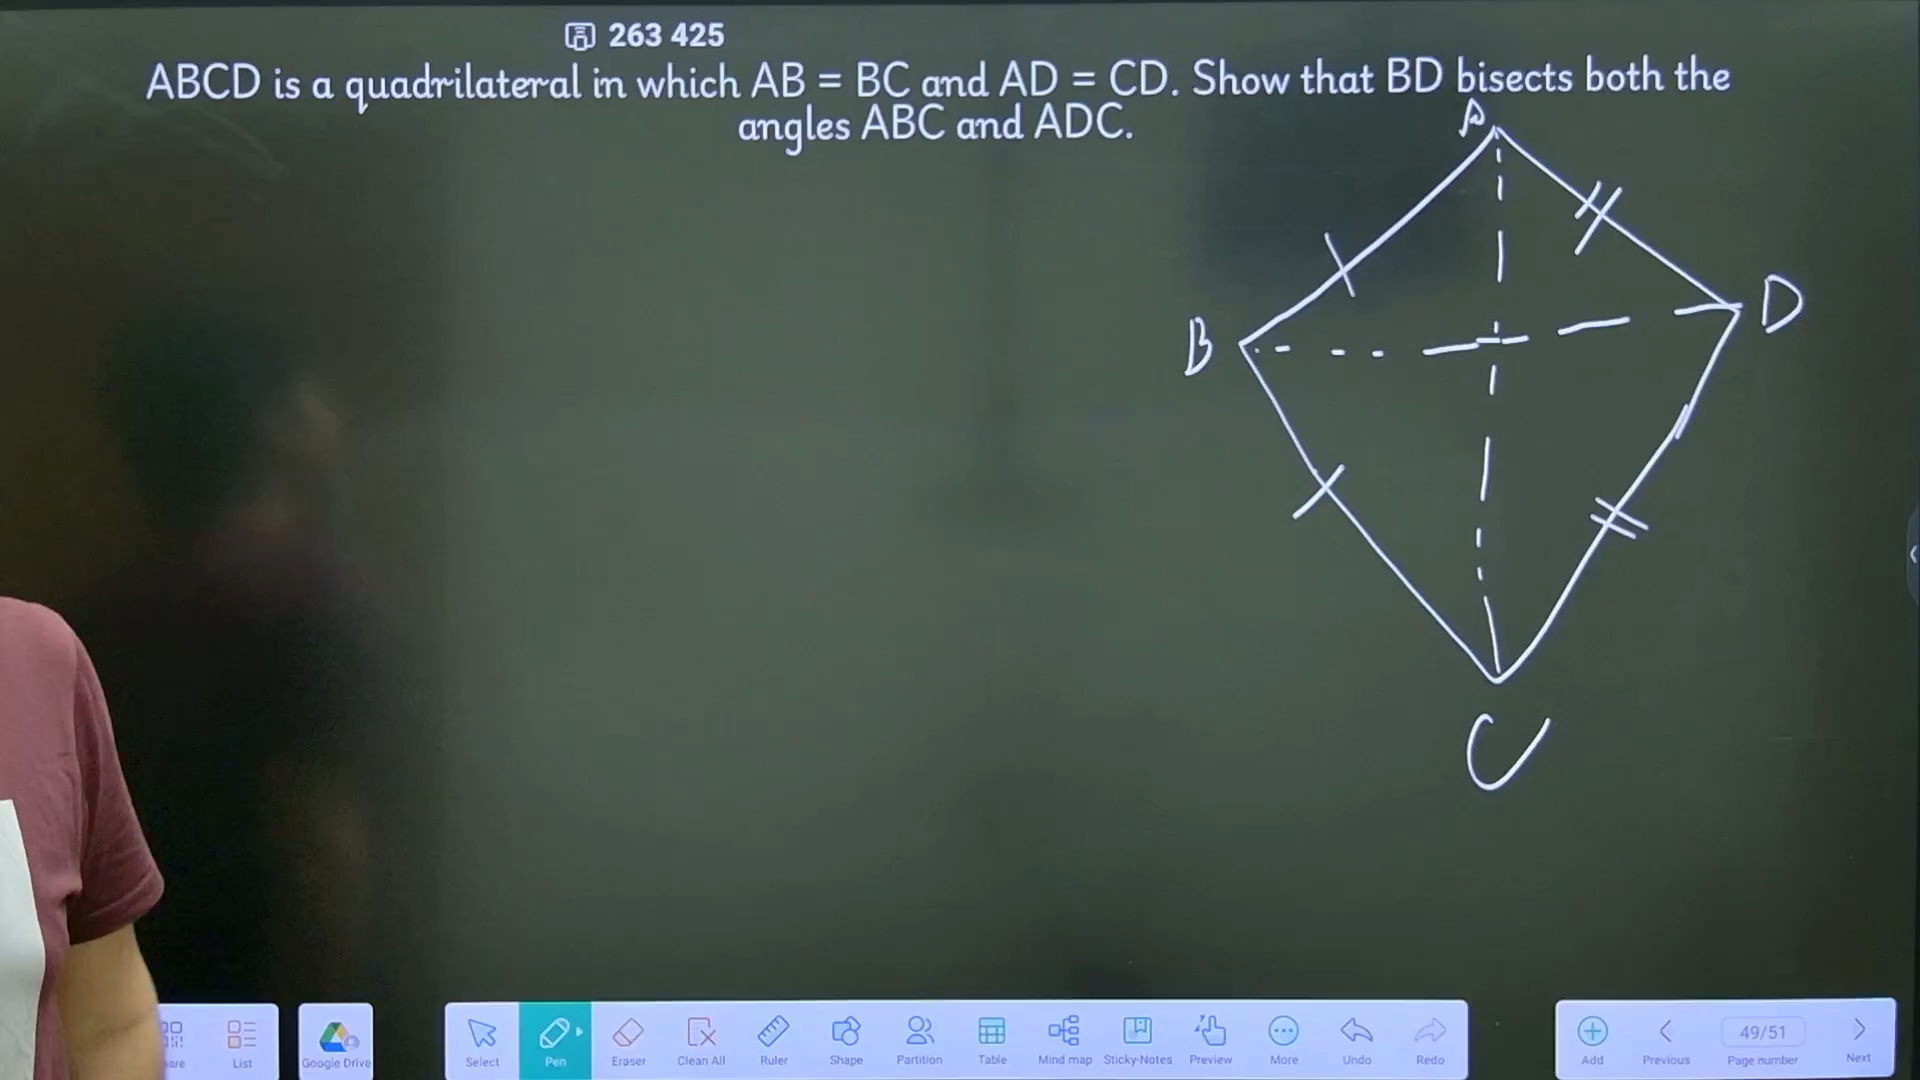 263 425
ABCD is a quadrilateral in which AB = BC and AD = CD. Show that BD bisects both the
angles ABC and ADC.
A
B
D
C
List
Google Drive
Select
Pen
Eraser
Clean All
Ruler
Shape
Partition
Table
Mind map
Sticky-Notes
Preview
More
Undo
Redo
Add
Previous
49/51
Page number
Next